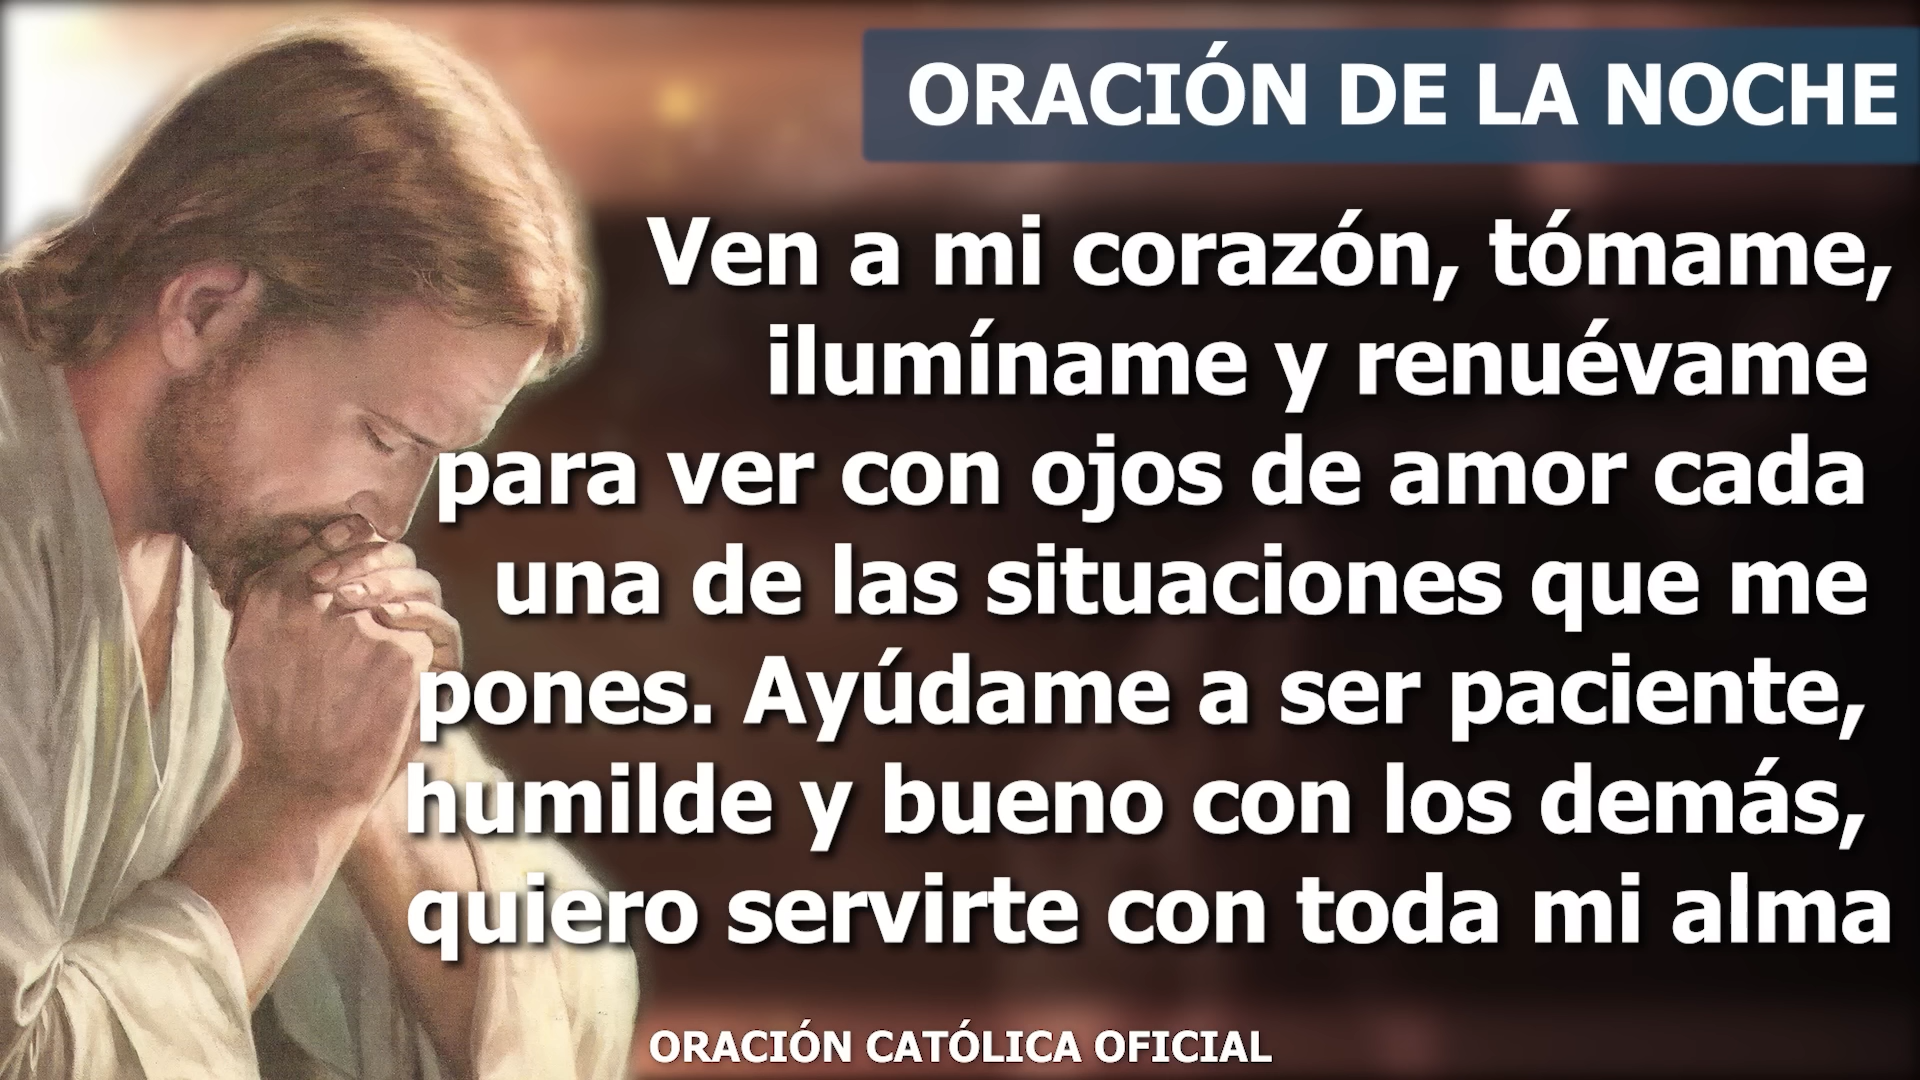 ORACIÓN DE LA NOCHE
Ven a mi corazón, tómame,
ilumíname y renuévame
para ver con ojos de amor cada
una de las situaciones que me
pones. Ayúdame a ser paciente,
humilde y bueno con los demás,
quiero servirte con toda mi alma
ORACIÓN CATÓLICA OFICIAL